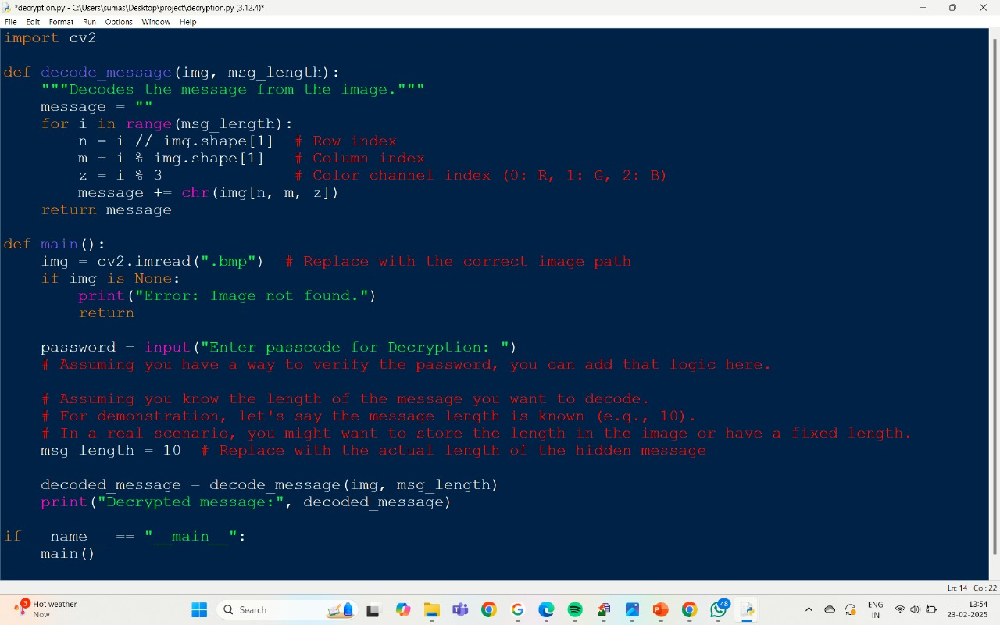 *decryption.py - C:\Users\sumas\Desktop\project\decryption.py (3.12.4)*
File Edit Format Run Options Window Help
import cv2

def decode_message(img, msg_length):
    """Decodes the message from the image."""
    message = ""
    for i in range(msg_length):
        n = i // img.shape[1]  # Row index
        m = i % img.shape[1]   # Column index
        z = i % 3              # Color channel index (0: R, 1: G, 2: B)
        message += chr(img[n, m, z])
    return message

def main():
    img = cv2.imread(".bmp")  # Replace with the correct image path
    if img is None:
        print("Error: Image not found.")
        return

    password = input("Enter passcode for Decryption: ")
    # Assuming you have a way to verify the password, you can add that logic here.

    # Assuming you know the length of the message you want to decode.
    # For demonstration, let's say the message length is known (e.g., 10).
    # In a real scenario, you might want to store the length in the image or have a fixed length.
    msg_length = 10  # Replace with the actual length of the hidden message

    decoded_message = decode_message(img, msg_length)
    print("Decrypted message:", decoded_message)

if __name__ == "__main__":
    main()
Ln: 14 Col: 22
3
Hot weather
Now
Search
48
ENG
IN
13:54
23-02-2025